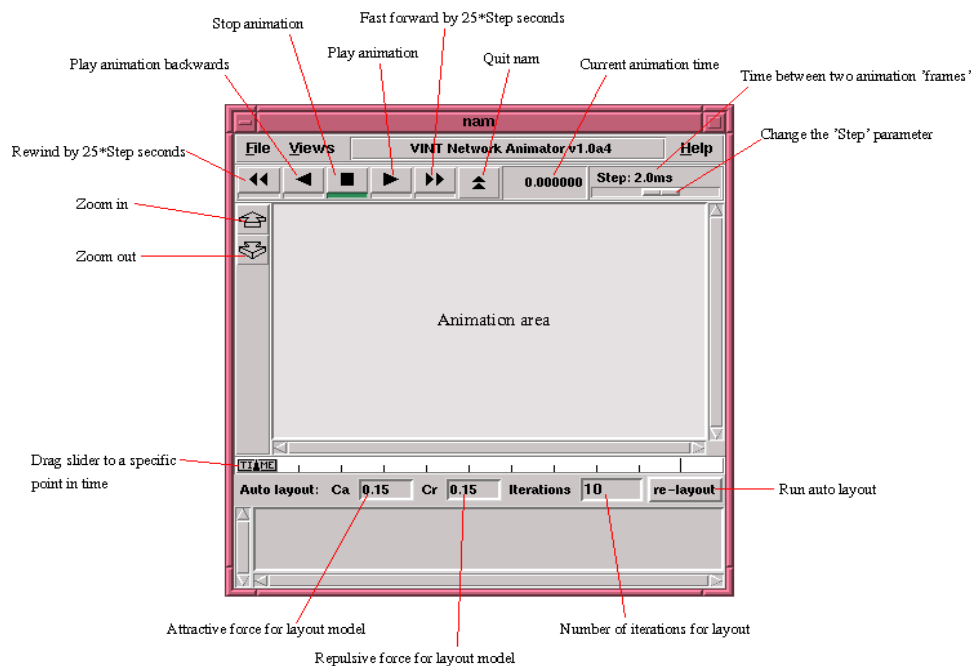 Stop animation
Fast forward by 25*Step seconds
Play animation
Quit nam
Play animation backwards
Current animation time
Time between two animation 'frames'
Change the 'Step' parameter
Rewind by 25*Step seconds
Zoom in
Zoom out
nam
File Views VINT Network Animator v1.0a4 Help
0.000000 Step: 2.0ms
Animation area
Drag slider to a specific
point in time
TIME
Auto layout: Ca 0.15 Cr 0.15 Iterations 10 re-layout
Run auto layout
Attractive force for layout model
Number of iterations for layout
Repulsive force for layout model